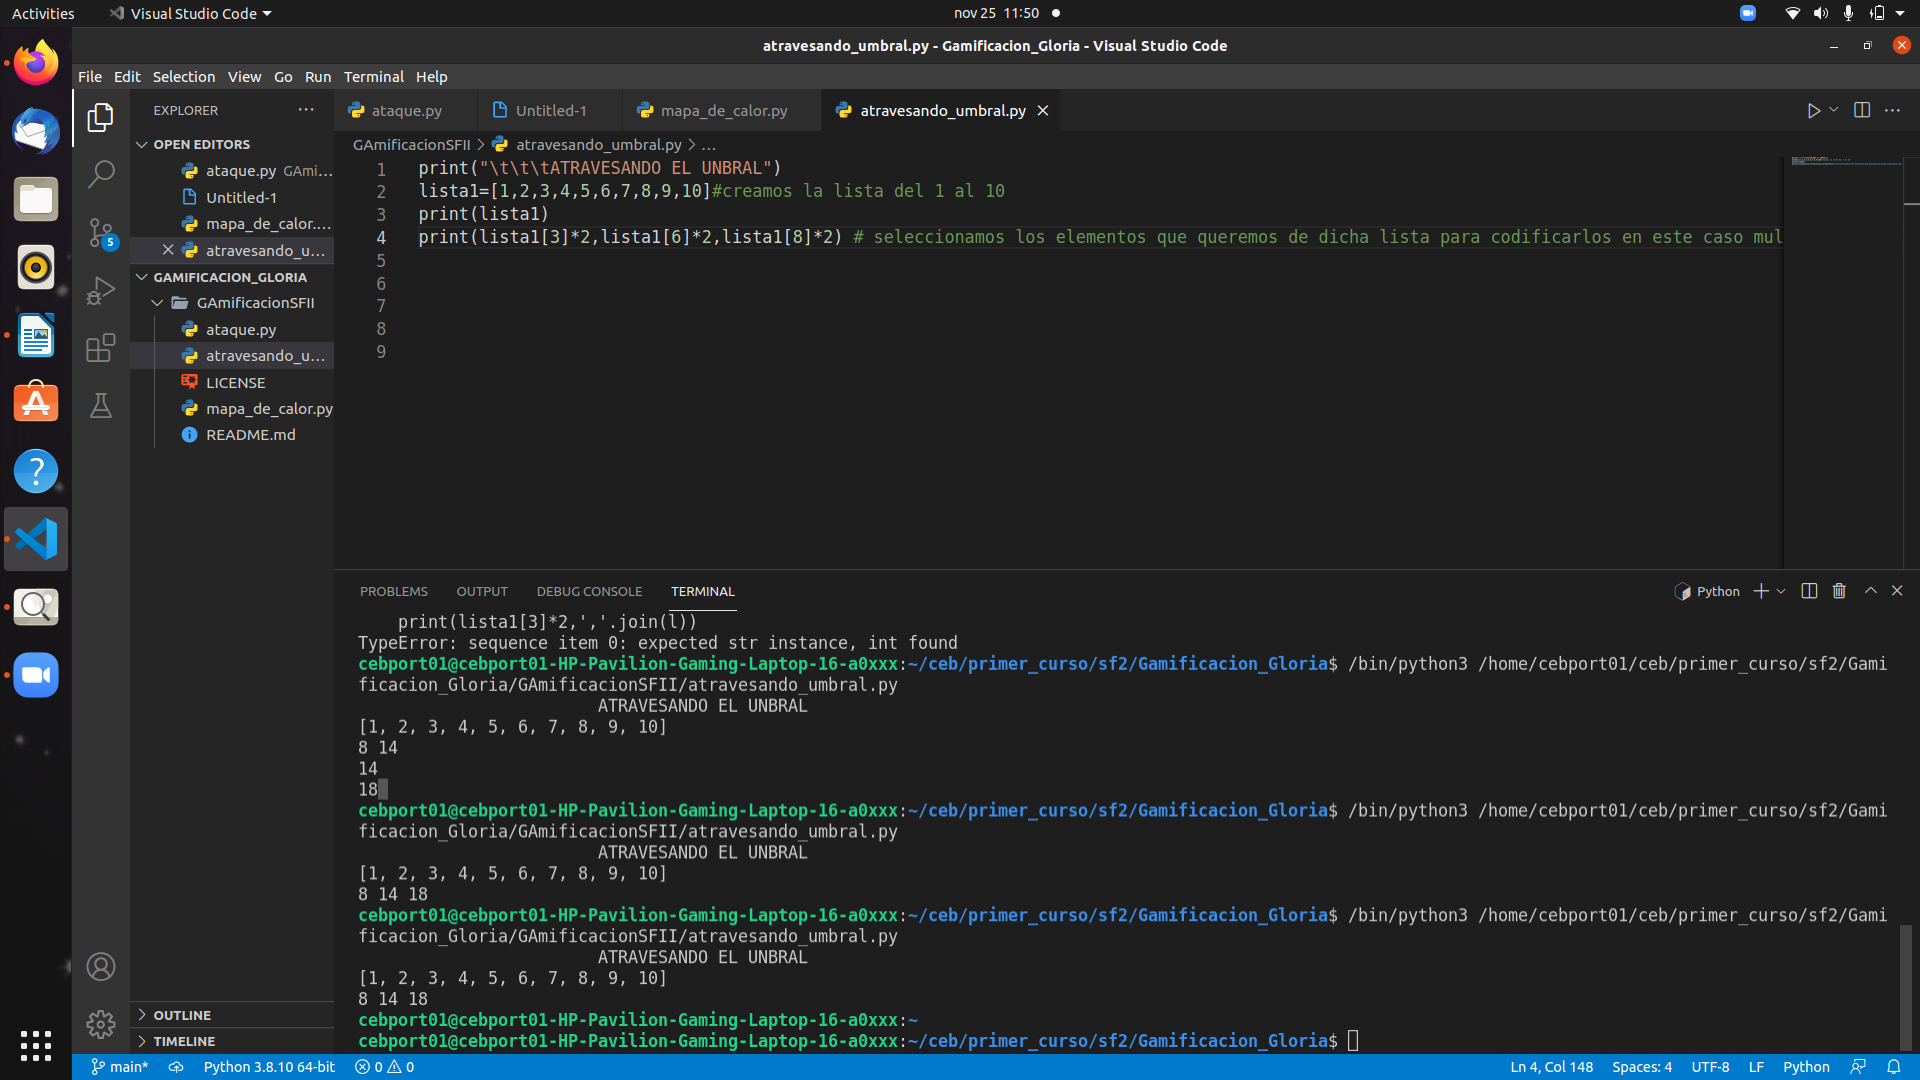 Activities
Visual Studio Code
nov 25 11:50
atravesando_umbral.py - Gamificacion_Gloria - Visual Studio Code
File Edit Selection View Go Run Terminal Help
EXPLORER
OPEN EDITORS
ataque.py GAmi...
Untitled-1
mapa_de_calor....
atravesando_u...
GAMIFICACION_GLORIA
GAmificacionSFII
ataque.py
atravesando_u...
LICENSE
mapa_de_calor.py
README.md
OUTLINE
TIMELINE
5
ataque.py
Untitled-1
mapa_de_calor.py
atravesando_umbral.py
GAmificacionSFII > atravesando_umbral.py > ...
1 print("\t\t\tATRAVESANDO EL UNBRAL")
2 lista1=[1,2,3,4,5,6,7,8,9,10]#creamos la lista del 1 al 10
3 print(lista1)
4 print(lista1[3]*2,lista1[6]*2,lista1[8]*2) # seleccionamos los elementos que queremos de dicha lista para codificarlos en este caso mul
5
6
7
8
9
PROBLEMS OUTPUT DEBUG CONSOLE TERMINAL
Python
print(lista1[3]*2,','.join(l))
TypeError: sequence item 0: expected str instance, int found
cebport01@cebport01-HP-Pavilion-Gaming-Laptop-16-a0xxx:~/ceb/primer_curso/sf2/Gamificacion_Gloria$ /bin/python3 /home/cebport01/ceb/primer_curso/sf2/Gami
ficacion_Gloria/GAmificacionSFII/atravesando_umbral.py
ATRAVESANDO EL UNBRAL
[1, 2, 3, 4, 5, 6, 7, 8, 9, 10]
8 14
14
18
cebport01@cebport01-HP-Pavilion-Gaming-Laptop-16-a0xxx:~/ceb/primer_curso/sf2/Gamificacion_Gloria$ /bin/python3 /home/cebport01/ceb/primer_curso/sf2/Gami
ficacion_Gloria/GAmificacionSFII/atravesando_umbral.py
ATRAVESANDO EL UNBRAL
[1, 2, 3, 4, 5, 6, 7, 8, 9, 10]
8 14 18
cebport01@cebport01-HP-Pavilion-Gaming-Laptop-16-a0xxx:~/ceb/primer_curso/sf2/Gamificacion_Gloria$ /bin/python3 /home/cebport01/ceb/primer_curso/sf2/Gami
ficacion_Gloria/GAmificacionSFII/atravesando_umbral.py
ATRAVESANDO EL UNBRAL
[1, 2, 3, 4, 5, 6, 7, 8, 9, 10]
8 14 18
cebport01@cebport01-HP-Pavilion-Gaming-Laptop-16-a0xxx:~
cebport01@cebport01-HP-Pavilion-Gaming-Laptop-16-a0xxx:~/ceb/primer_curso/sf2/Gamificacion_Gloria$
main* Python 3.8.10 64-bit 0 0 Ln 4, Col 148 Spaces: 4 UTF-8 LF Python